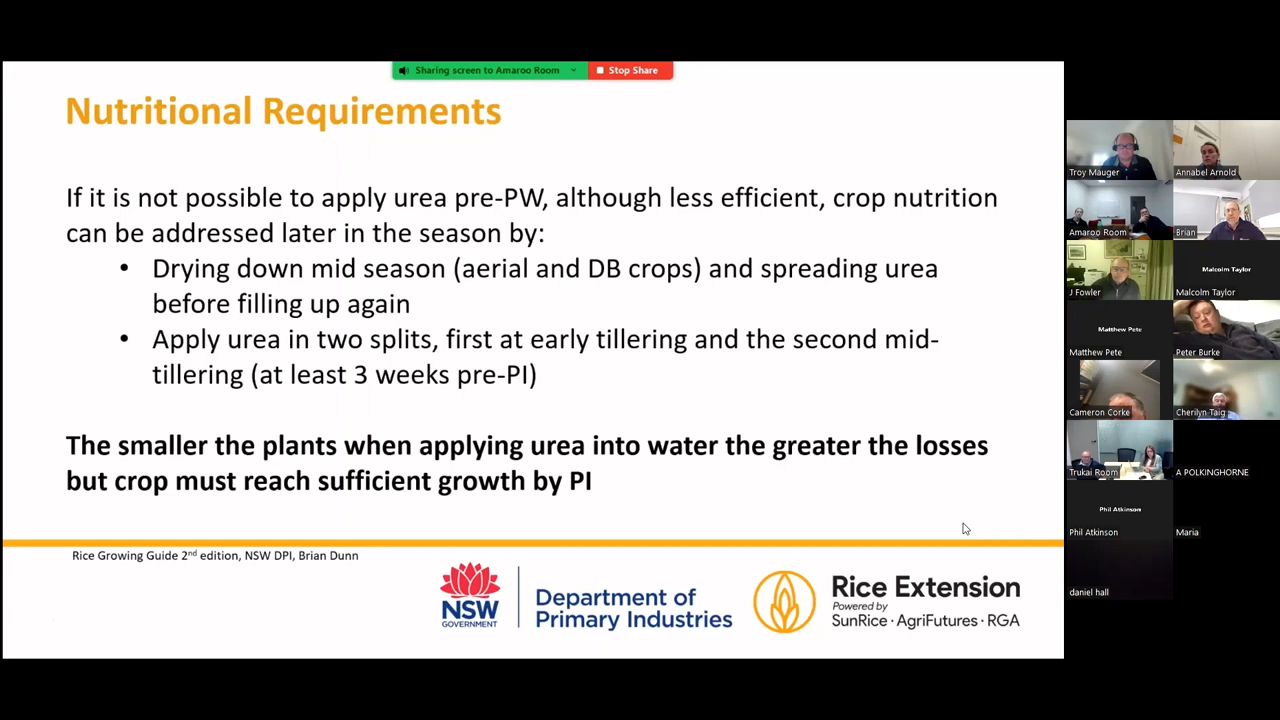 Sharing screen to Amaroo Room
Stop Share
Nutritional Requirements
If it is not possible to apply urea pre-PW, although less efficient, crop nutrition
can be addressed later in the season by:
• Drying down mid season (aerial and DB crops) and spreading urea
before filling up again
• Apply urea in two splits, first at early tillering and the second mid-
tillering (at least 3 weeks pre-PI)
The smaller the plants when applying urea into water the greater the losses
but crop must reach sufficient growth by PI
Rice Growing Guide 2nd edition, NSW DPI, Brian Dunn
NSW
GOVERNMENT
Department of
Primary Industries
Rice Extension
Powered by
SunRice · AgriFutures · RGA
Troy Mauger
Annabel Arnold
Amaroo Room
Brian
J Fowler
Malcolm Taylor
Malcolm Taylor
Matthew Pete
Matthew Pete
Peter Burke
Cameron Corke
Cherilyn Taig
Trukai Room
A POLKINGHORNE
Phil Atkinson
Phil Atkinson
Maria
daniel hall